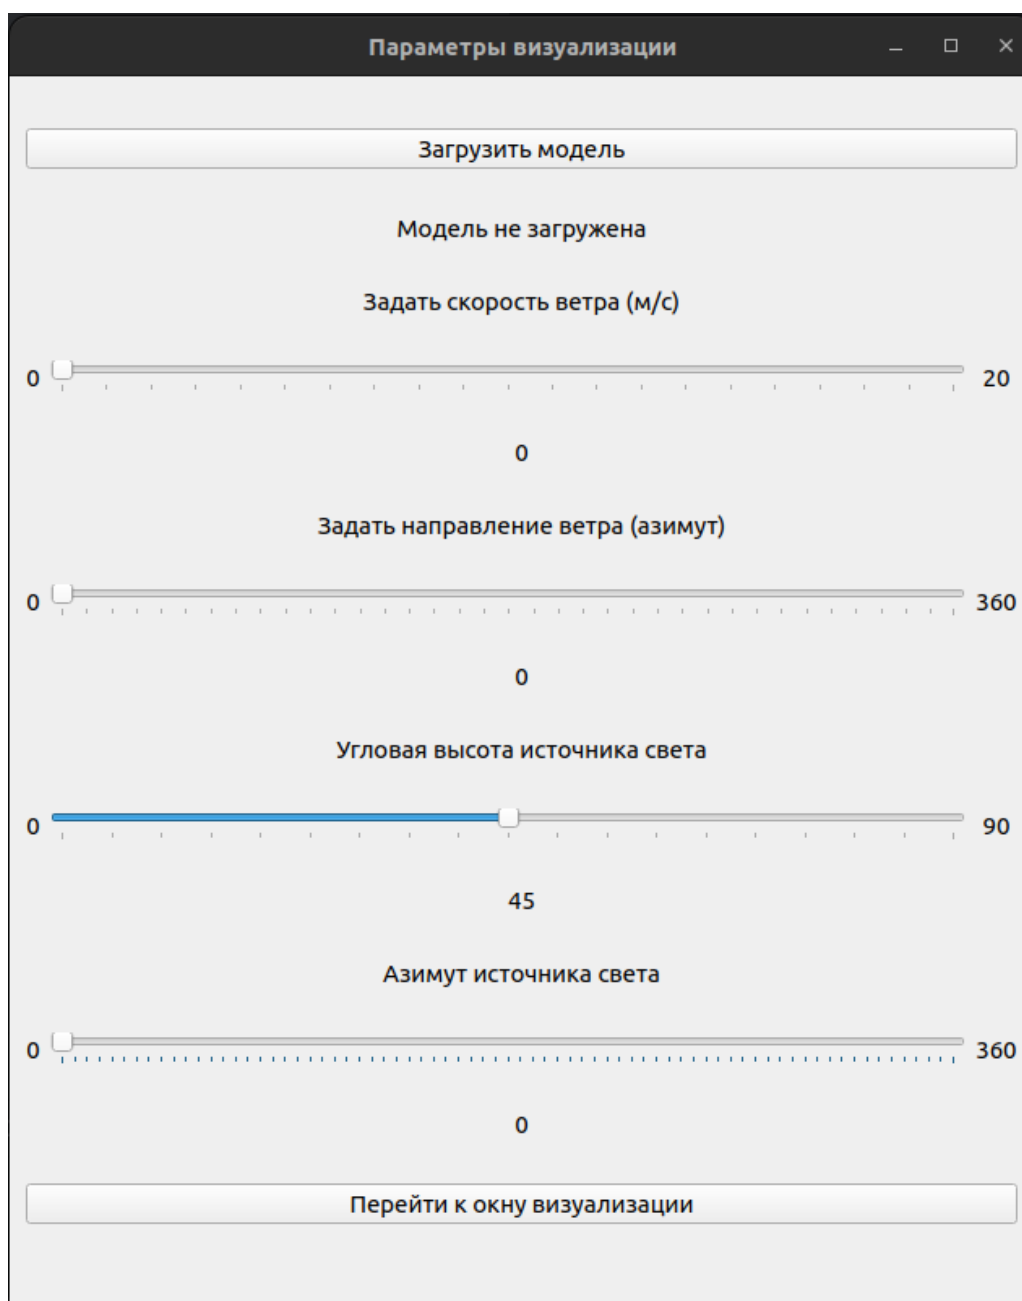 Параметры визуализации
Загрузить модель
Модель не загружена
Задать скорость ветра (м/с)
0 20
0
Задать направление ветра (азимут)
0 360
0
Угловая высота источника света
0 90
45
Азимут источника света
0 360
0
Перейти к окну визуализации